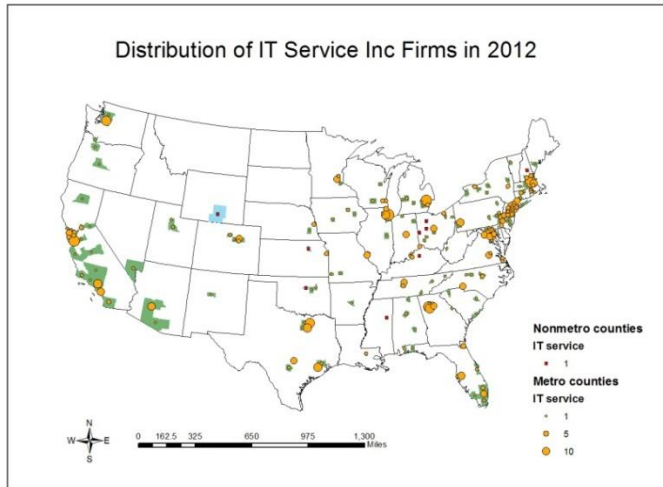 Distribution of IT Service Inc Firms in 2012
Nonmetro counties
IT service
1
Metro counties
IT service
1
5
10
N
W E
S
0 162.5 325 650 975 1,300
Miles